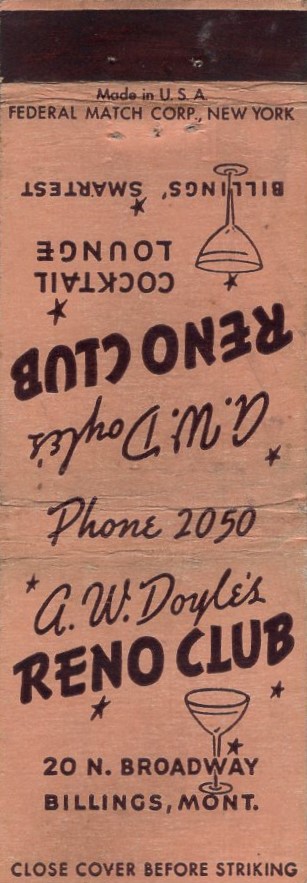 Made in U.S.A.
FEDERAL MATCH CORP., NEW YORK
A.W. Doyle's
RENO CLUB
COCKTAIL
LOUNGE
BILLINGS' SMARTEST
Phone 2050
A.W. Doyle's
RENO CLUB
20 N. BROADWAY
BILLINGS, MONT.
CLOSE COVER BEFORE STRIKING